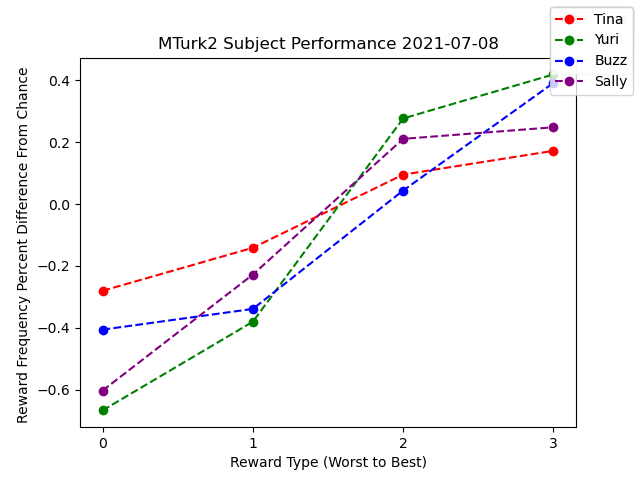 MTurk2 Subject Performance 2021-07-08
Tina
Yuri
Buzz
Sally
Reward Frequency Percent Difference From Chance
0.4
0.2
0.0
−0.2
−0.4
−0.6
0 1 2 3
Reward Type (Worst to Best)